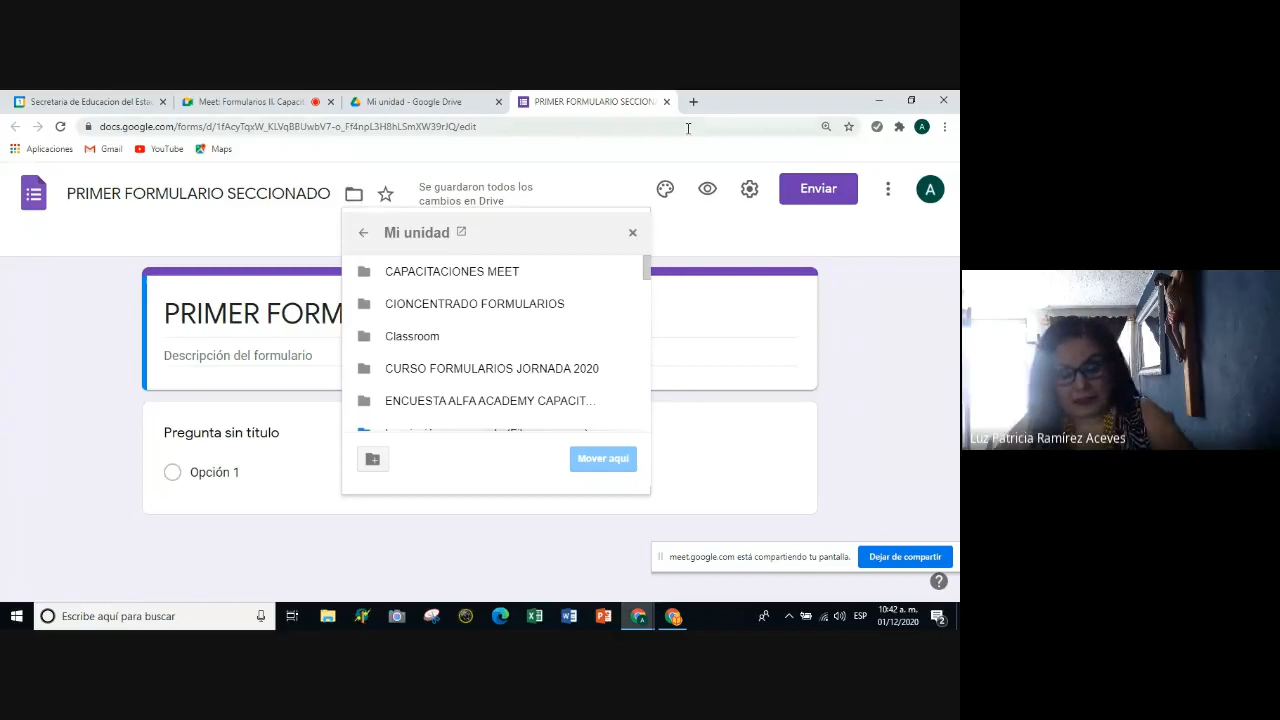 Secretaria de Educacion del Esta
Meet: Formularios II. Capacit
Mi unidad - Google Drive
PRIMER FORMULARIO SECCION
docs.google.com/forms/d/1fAcyTqxW_KLVqBBUwbV7-o_Ff4npL3H8hLSmXW39rJQ/edit
A
Aplicaciones
Gmail
YouTube
Maps
PRIMER FORMULARIO SECCIONADO
Se guardaron todos los
cambios en Drive
Enviar
A
Mi unidad
CAPACITACIONES MEET
CIONCENTRADO FORMULARIOS
Classroom
CURSO FORMULARIOS JORNADA 2020
ENCUESTA ALFA ACADEMY CAPACIT...
Mover aquí
PRIMER FORM
Descripción del formulario
Pregunta sin título
Opción 1
meet.google.com está compartiendo tu pantalla.
Dejar de compartir
Luz Patricia Ramírez Aceves
Escribe aquí para buscar
ESP
10:42 a. m.
01/12/2020
2